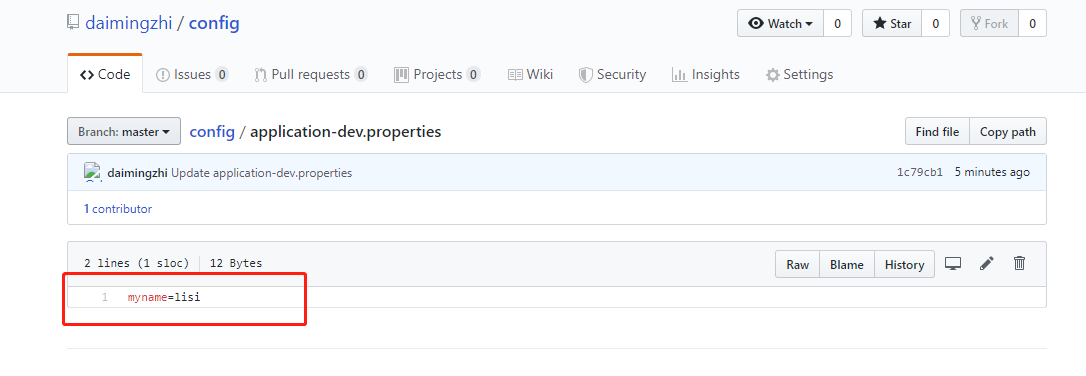 daimingzhi / config
Watch 0 Star 0 Fork 0
Code Issues 0 Pull requests 0 Projects 0 Wiki Security Insights Settings
Branch: master config / application-dev.properties Find file Copy path
daimingzhi Update application-dev.properties 1c79cb1 5 minutes ago
1 contributor
2 lines (1 sloc) 12 Bytes Raw Blame History
1 myname=lisi